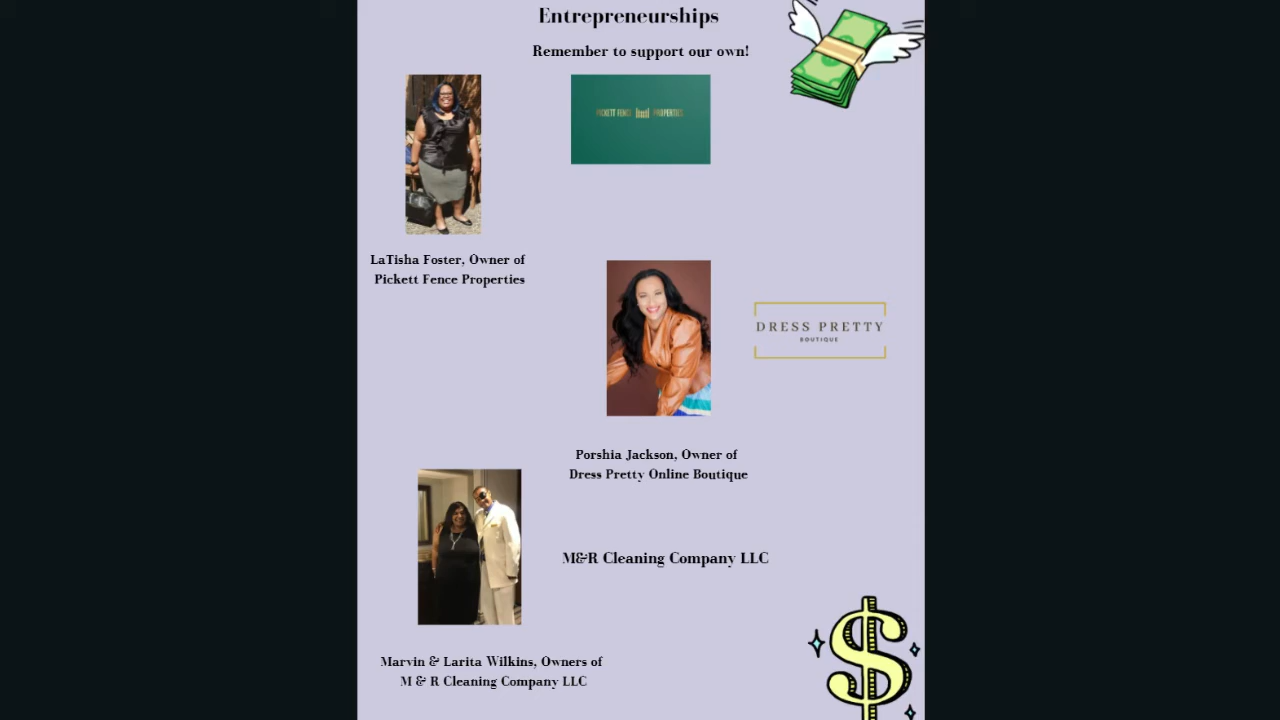 Entrepreneurships
Remember to support our own!
PICKETT FENCE PROPERTIES
LaTisha Foster, Owner of
Pickett Fence Properties
DRESS PRETTY
BOUTIQUE
Porshia Jackson, Owner of
Dress Pretty Online Boutique
M&R Cleaning Company LLC
Marvin & Larita Wilkins, Owners of
M & R Cleaning Company LLC